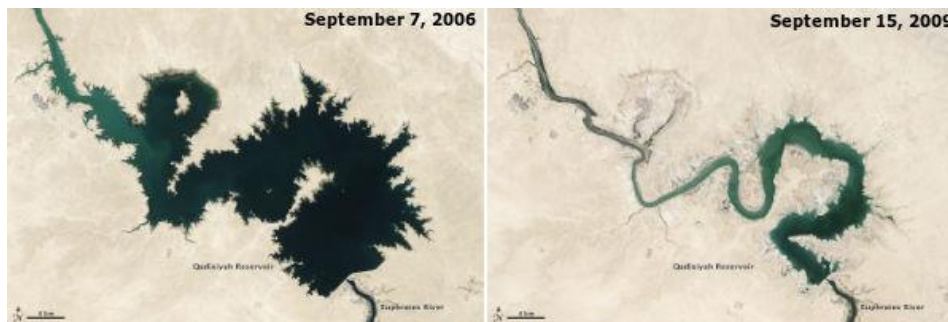 September 7, 2006
September 15, 2009
Qadisiyah Reservoir
Euphrates River
N
Qadisiyah Reservoir
Euphrates River
N